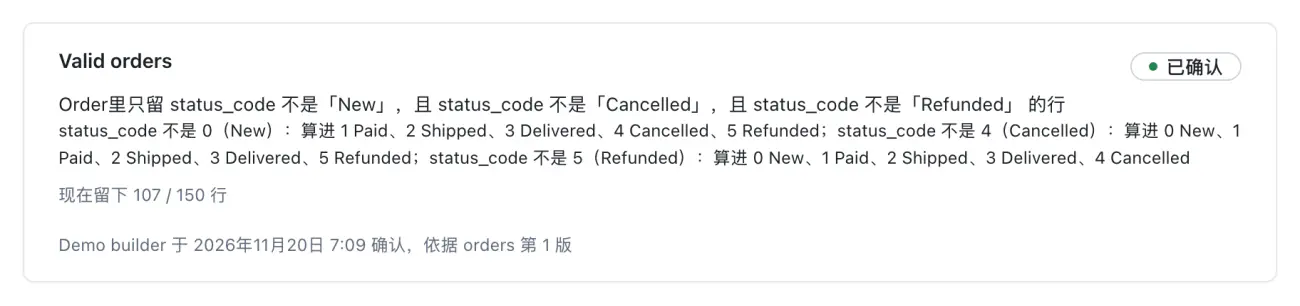 Valid orders
已确认
Order里只留 status_code 不是「New」，且 status_code 不是「Cancelled」，且 status_code 不是「Refunded」 的行
status_code 不是 0（New）：算进 1 Paid、2 Shipped、3 Delivered、4 Cancelled、5 Refunded；status_code 不是 4（Cancelled）：算进 0 New、1
Paid、2 Shipped、3 Delivered、5 Refunded；status_code 不是 5（Refunded）：算进 0 New、1 Paid、2 Shipped、3 Delivered、4 Cancelled
现在留下 107 / 150 行
Demo builder 于 2026年11月20日 7:09 确认，依据 orders 第 1 版